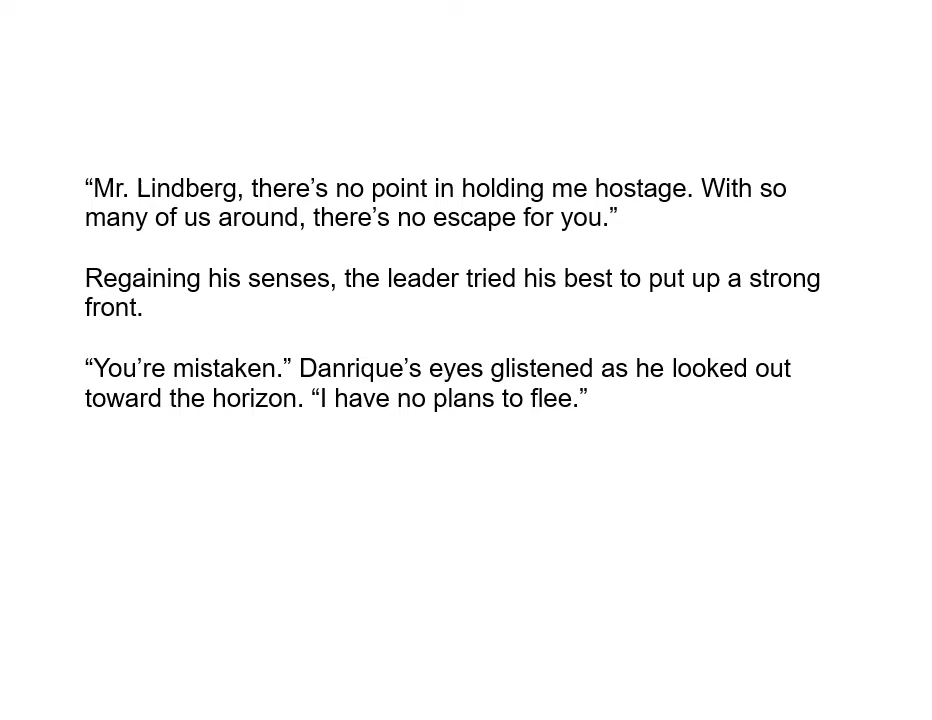 “Mr. Lindberg, there’s no point in holding me hostage. With so
many of us around, there’s no escape for you.”
Regaining his senses, the leader tried his best to put up a strong
front.
“You’re mistaken.” Danrique’s eyes glistened as he looked out
toward the horizon. “I have no plans to flee.”